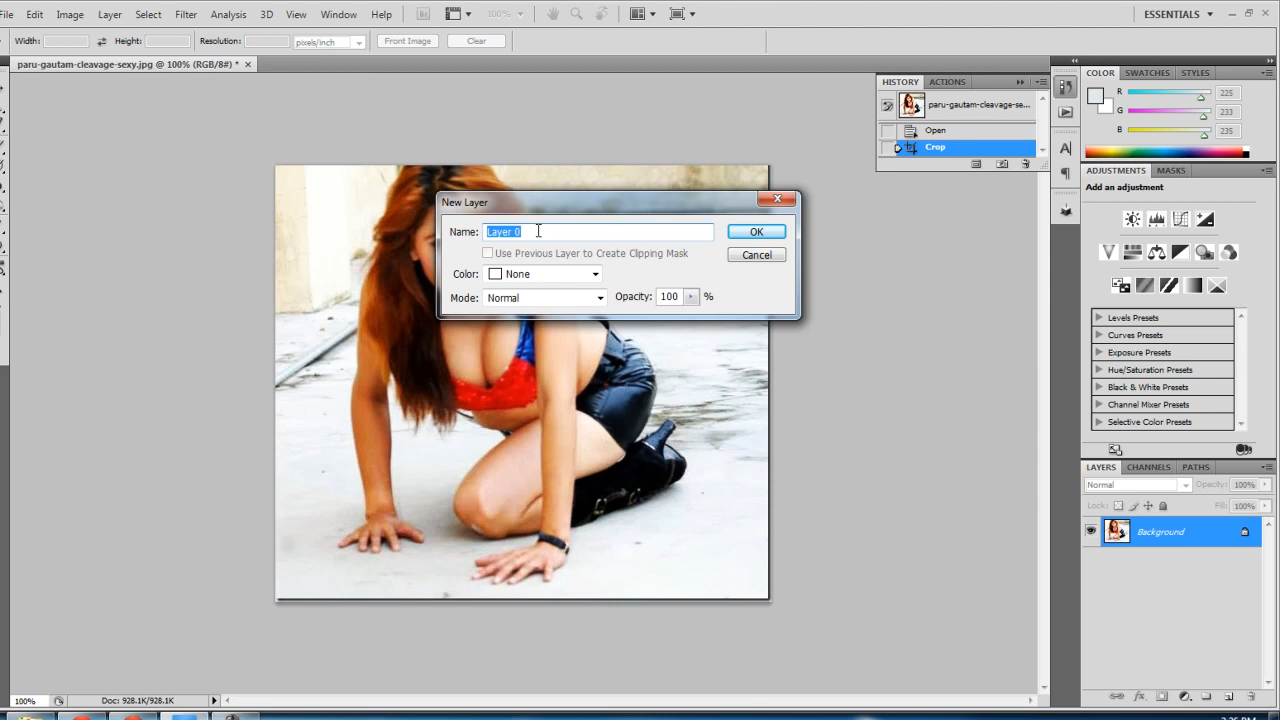 File Edit Image Layer Select Filter Analysis 3D View Window Help Br 100% ESSENTIALS
Width: Height: Resolution: pixels/inch Front Image Clear
paru-gautam-cleavage-sexy.jpg @ 100% (RGB/8#) *
HISTORY ACTIONS
paru-gautam-cleavage-se...
Open
Crop
New Layer
Name: Layer 0 OK
Use Previous Layer to Create Clipping Mask Cancel
Color: None
Mode: Normal Opacity: 100 %
COLOR SWATCHES STYLES
R 225
G 233
B 235
ADJUSTMENTS MASKS
Add an adjustment
Levels Presets
Curves Presets
Exposure Presets
Hue/Saturation Presets
Black & White Presets
Channel Mixer Presets
Selective Color Presets
LAYERS CHANNELS PATHS
Normal Opacity: 100%
Lock: Fill: 100%
Background
100% Doc: 928.1K/928.1K